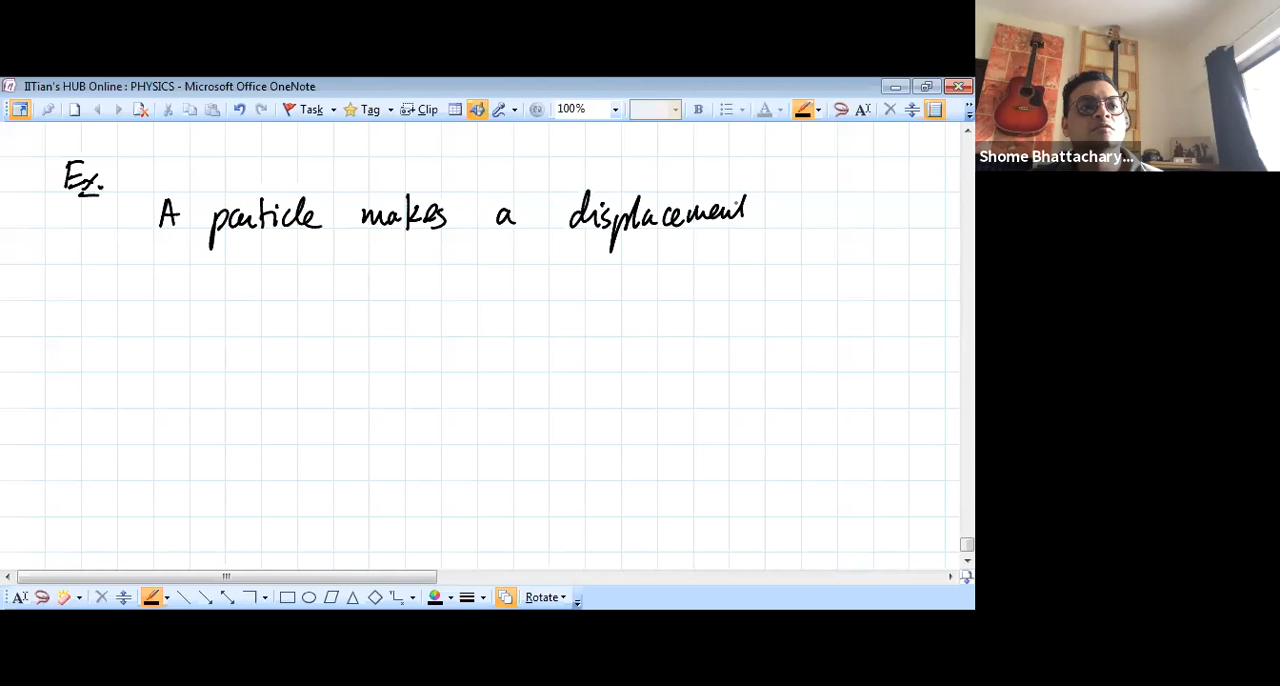 IITian's HUB Online : PHYSICS - Microsoft Office OneNote
Task Tag Clip 100% B
Shome Bhattachary...
Ex.
A particle makes a displacement
Rotate